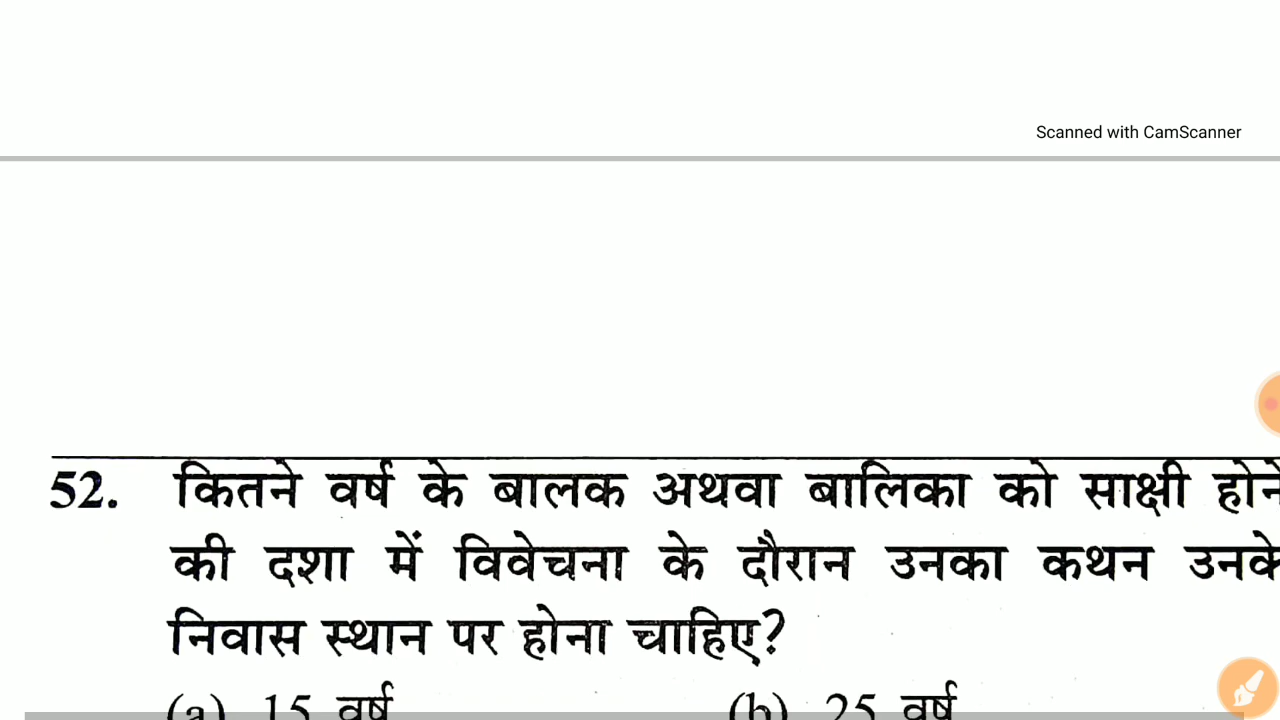 Scanned with CamScanner
52. कितने वर्ष के बालक अथवा बालिका को साक्षी होने
की दशा में विवेचना के दौरान उनका कथन उनके
निवास स्थान पर होना चाहिए?
(a) 15 वर्ष (b) 25 वर्ष